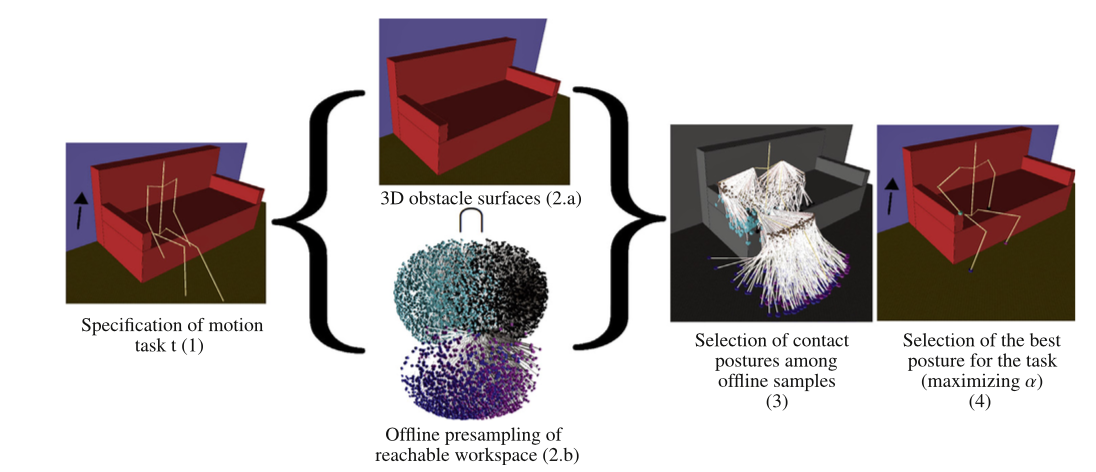 3D obstacle surfaces (2.a)
Specification of motion
task t (1)
Offline presampling of
reachable workspace (2.b)
Selection of contact
postures among
offline samples
(3)
Selection of the best
posture for the task
(maximizing α)
(4)